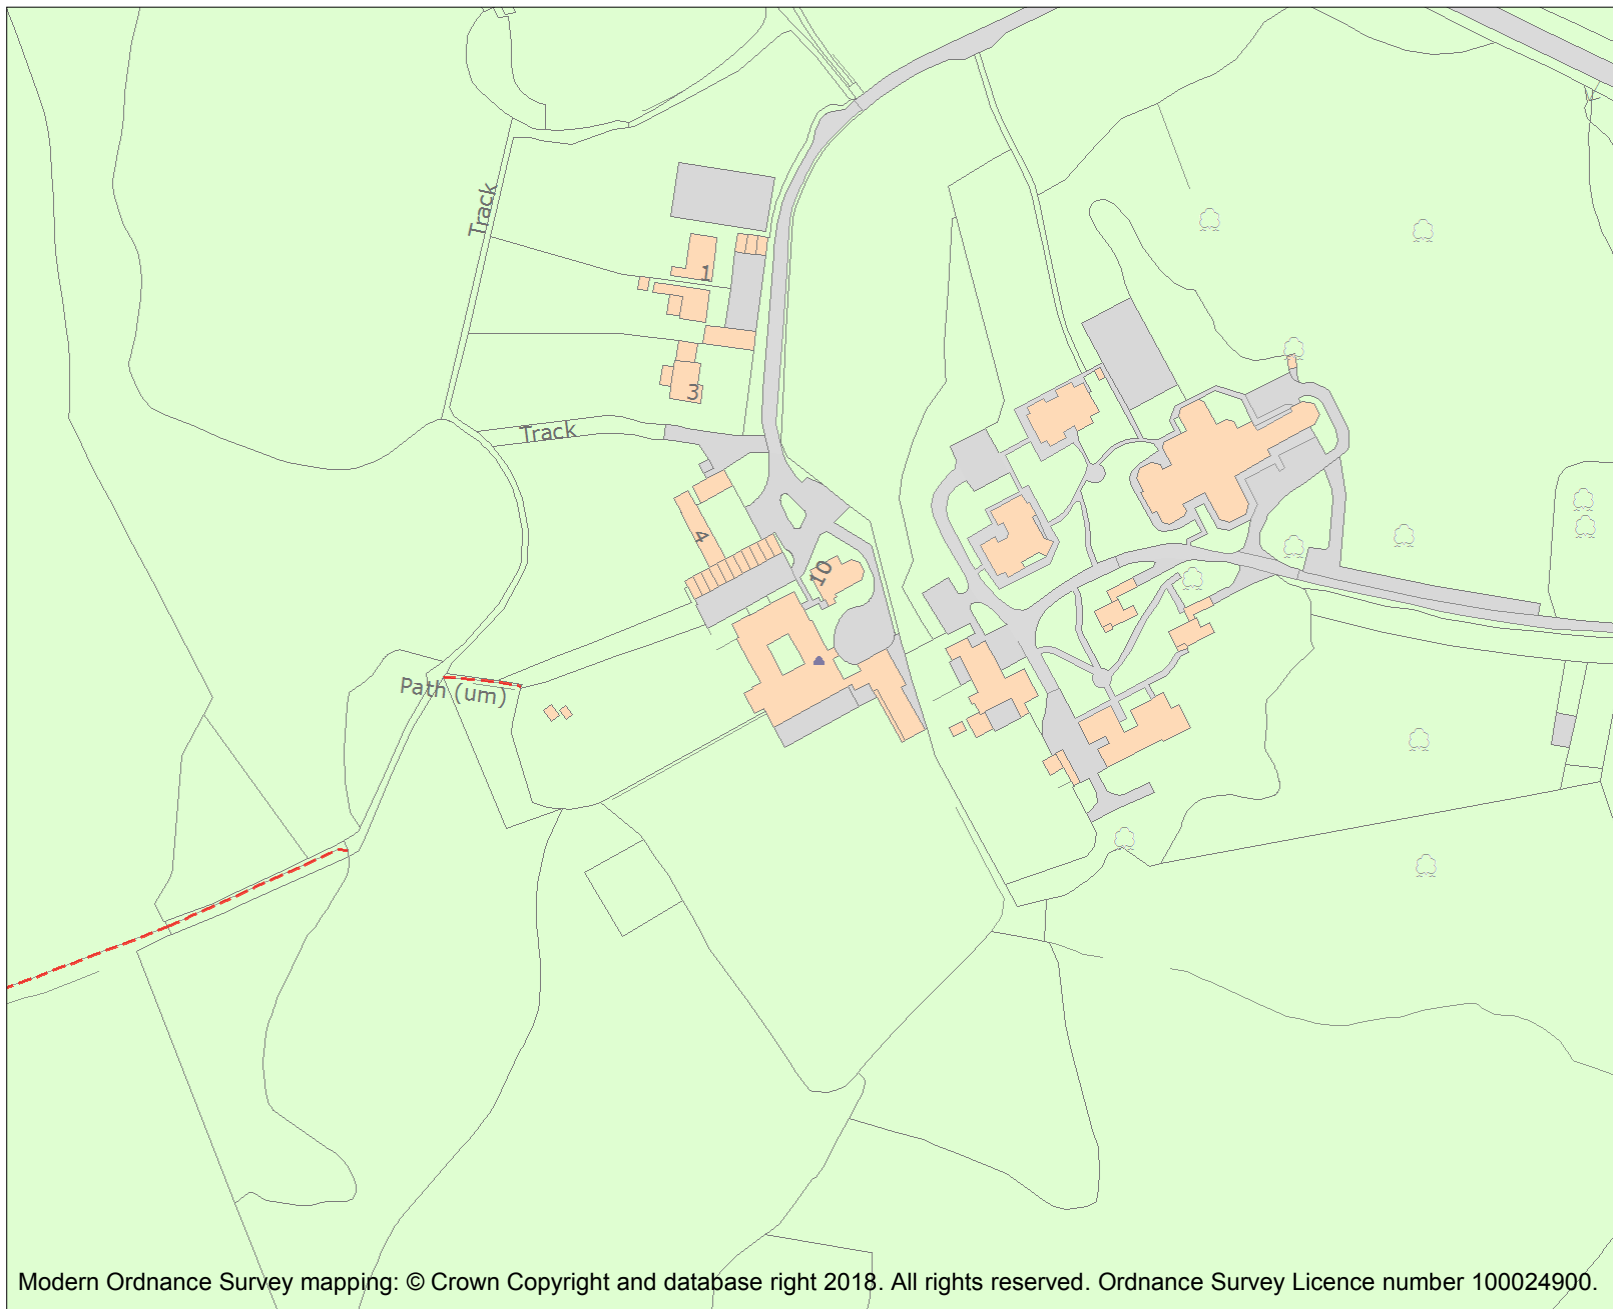 Track
1
3
Track
4
10
Path (um)
Modern Ordnance Survey mapping: © Crown Copyright and database right 2018. All rights reserved. Ordnance Survey Licence number 100024900.